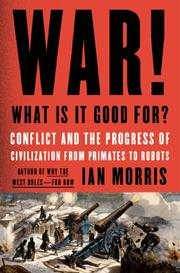 WAR!
WHAT IS IT GOOD FOR?
CONFLICT AND THE PROGRESS OF
CIVILIZATION FROM PRIMATES TO ROBOTS
AUTHOR OF WHY THE
WEST RULES—FOR NOW
IAN MORRIS